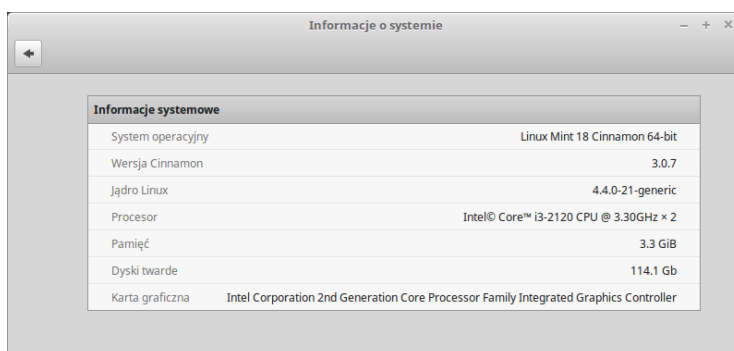 Informacje o systemie
Informacje systemowe
System operacyjny Linux Mint 18 Cinnamon 64-bit
Wersja Cinnamon 3.0.7
Jądro Linux 4.4.0-21-generic
Procesor Intel© Core™ i3-2120 CPU @ 3.30GHz × 2
Pamięć 3.3 GiB
Dyski twarde 114.1 Gb
Karta graficzna Intel Corporation 2nd Generation Core Processor Family Integrated Graphics Controller